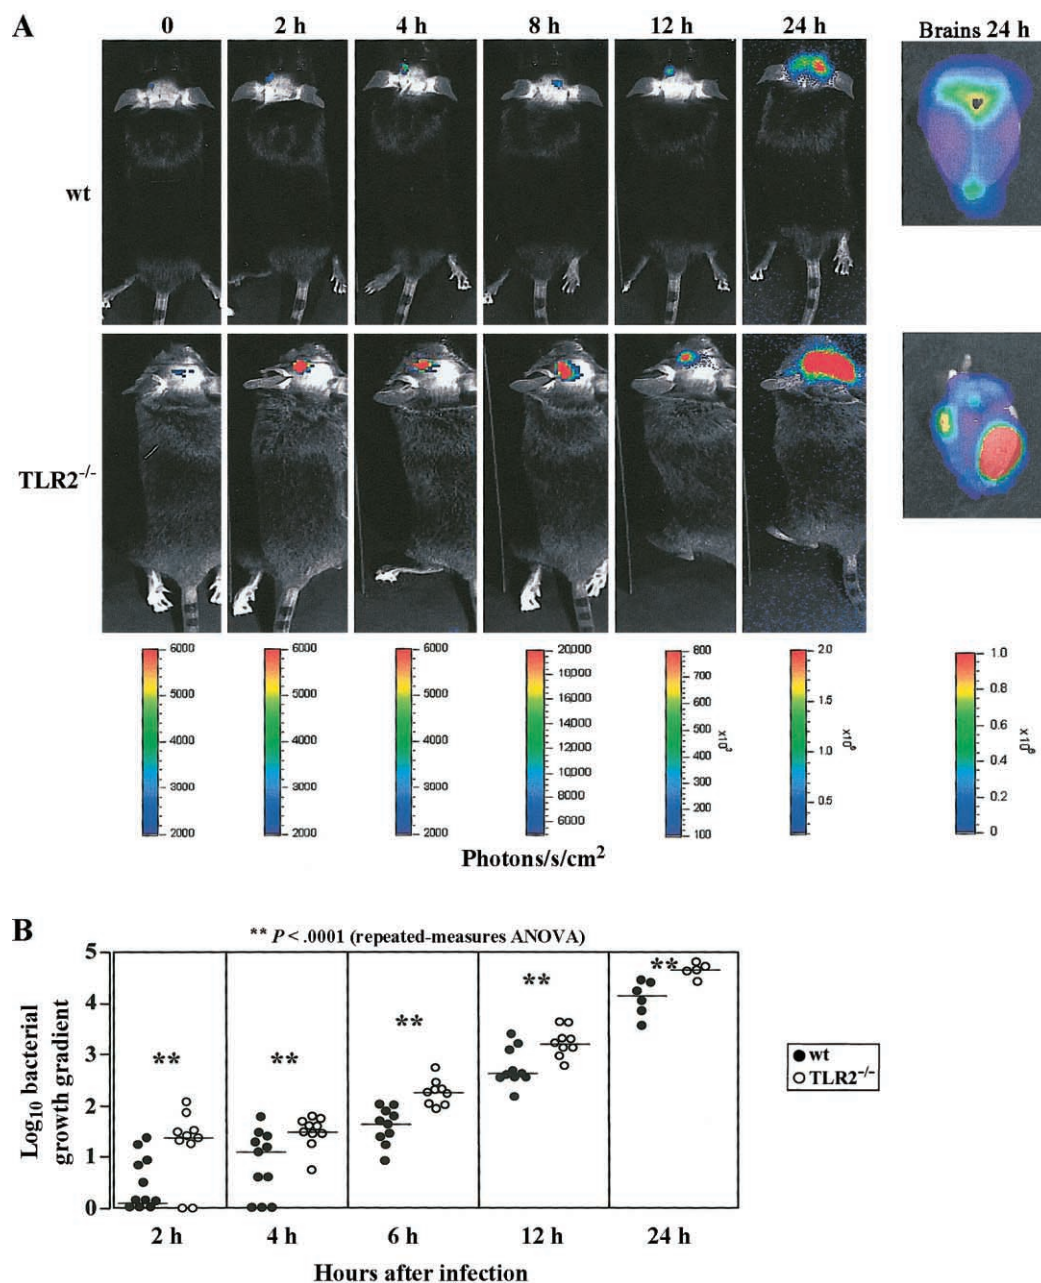 A
0 2 h 4 h 8 h 12 h 24 h Brains 24 h
wt
TLR2-/-
6000 6000 6000 20000 800 2.0 1.0
5000 5000 5000 18000 700 1.5 0.8
4000 4000 4000 16000 600 1.0 0.6
3000 3000 3000 14000 500 0.5 0.4
2000 2000 2000 12000 400 0.2
10000 300 0
8000 200
6000 100
x10⁶
x10⁶
Photons/s/cm²
B
** P < .0001 (repeated-measures ANOVA)
Log₁₀ bacterial
growth gradient
5
4
3
2
1
0
** ** ** ** **
wt
TLR2-/-
2 h 4 h 6 h 12 h 24 h
Hours after infection